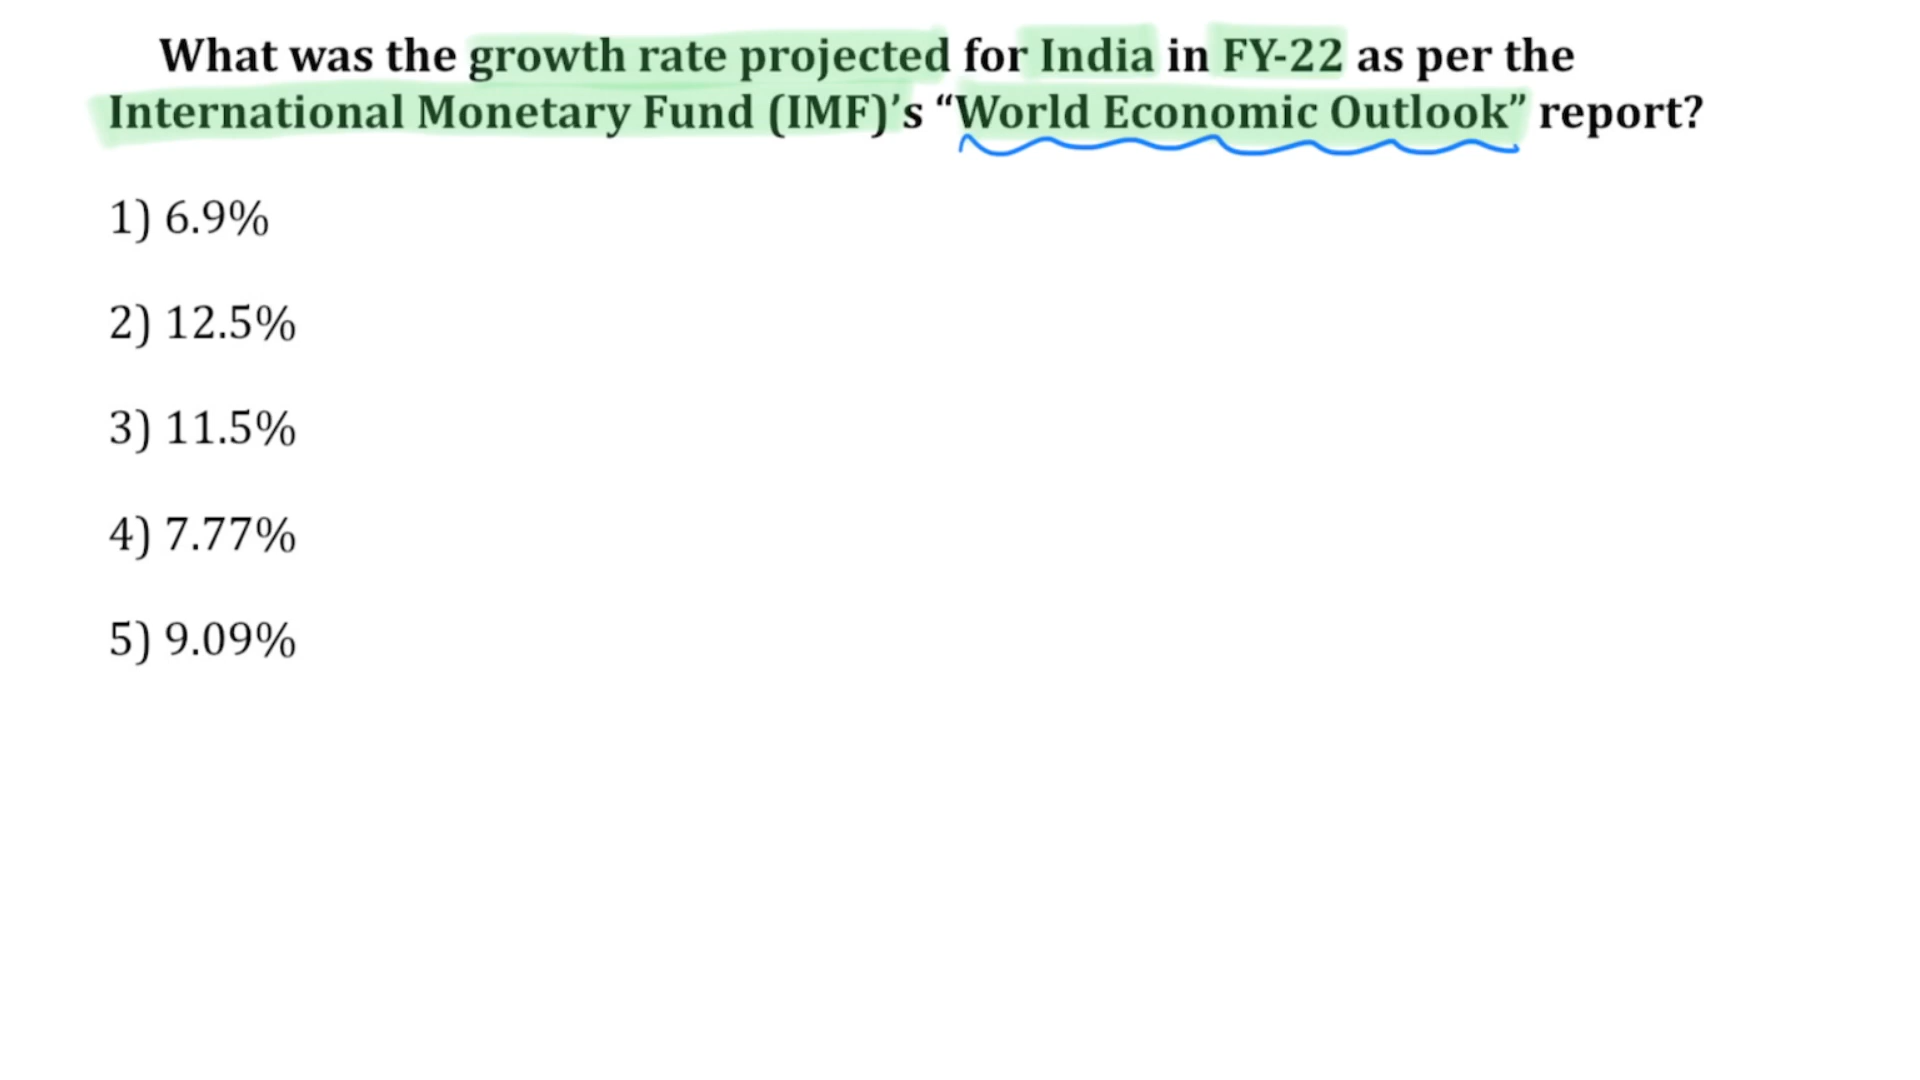 What was the growth rate projected for India in FY-22 as per the
International Monetary Fund (IMF)’s “World Economic Outlook” report?
1) 6.9%
2) 12.5%
3) 11.5%
4) 7.77%
5) 9.09%